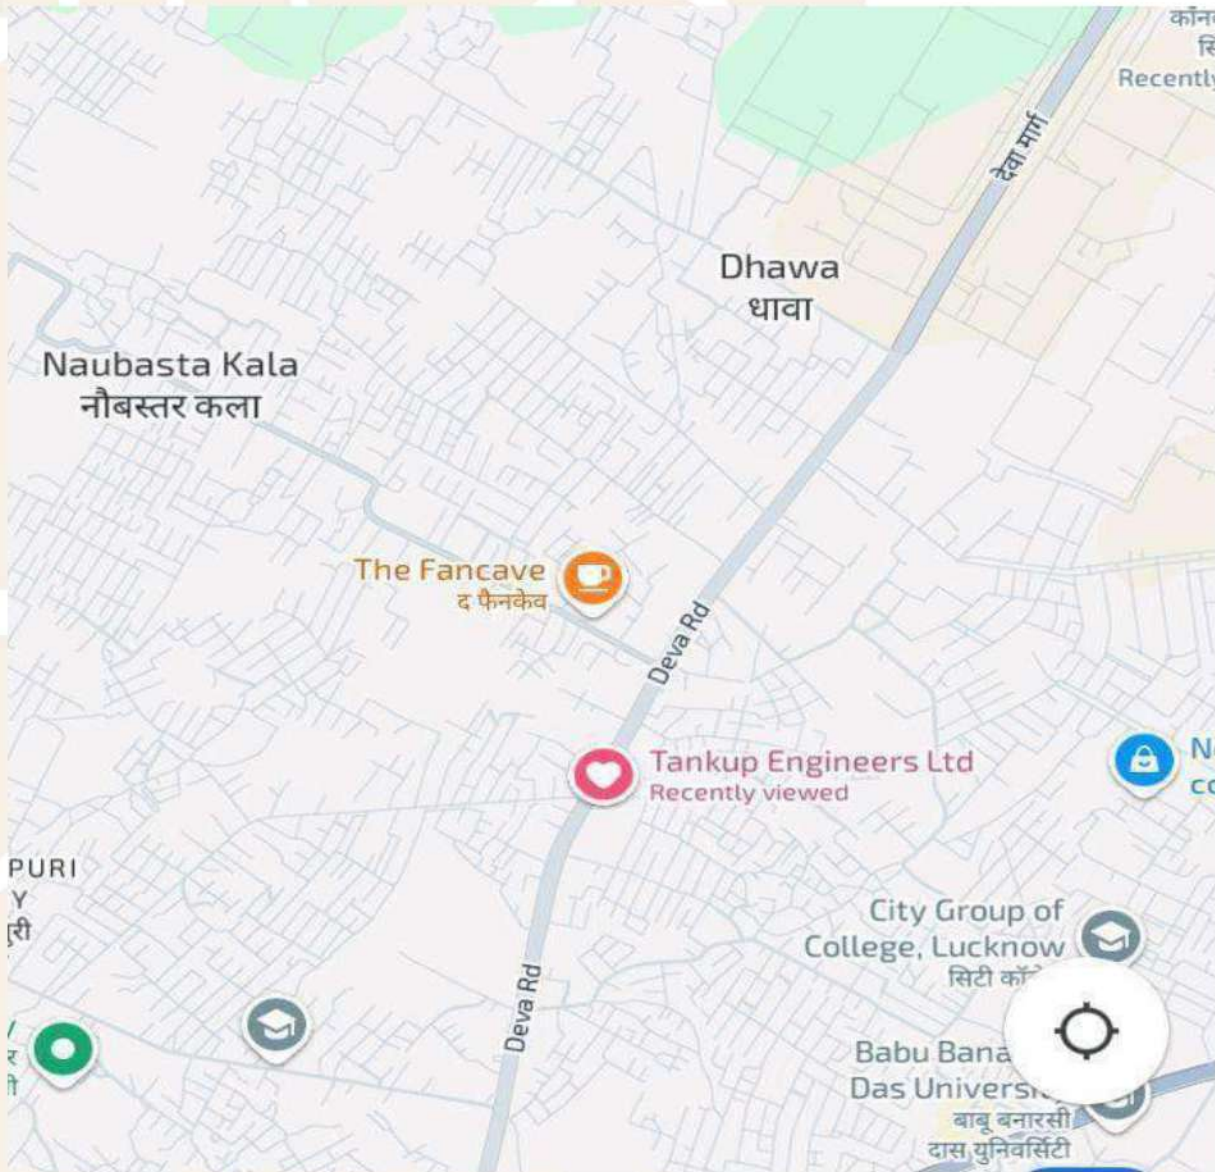 कॉन
सि
Recently
देवा मार्ग
Dhawa
धावा
Naubasta Kala
नौबस्तर कला
The Fancave
द फैनकेव
Deva Rd
Tankup Engineers Ltd
Recently viewed
PURI
Y
City Group of
College, Lucknow
सिटी कॉ
Deva Rd
Babu Bana
Das Univers
बाबू बनारसी
दास युनिवर्सिटी